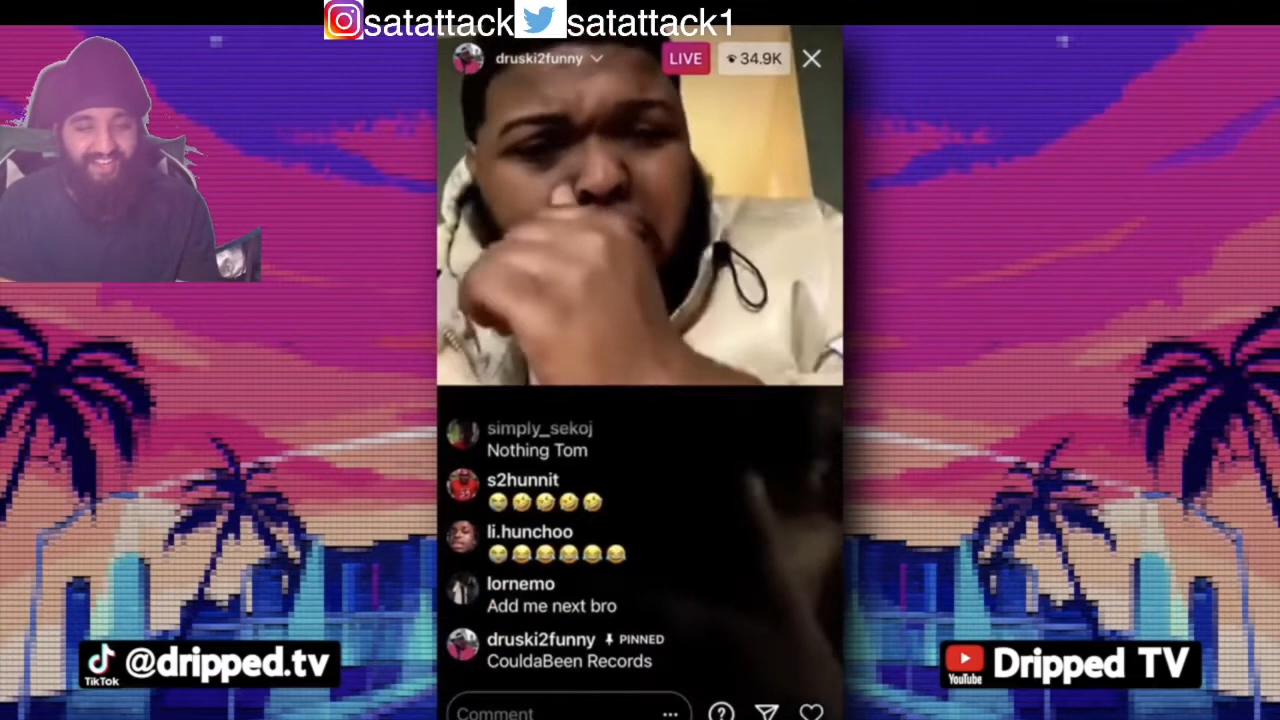 satattack satattack1
druski2funny LIVE 34.9K
simply_sekoj
Nothing Tom
s2hunnit
😭🤣🤣🤣🤣
li.hunchoo
😭😂😂😂😂😂
lornemo
Add me next bro
druski2funny PINNED
CouldaBeen Records
Comment
TikTok @dripped.tv
YouTube Dripped TV